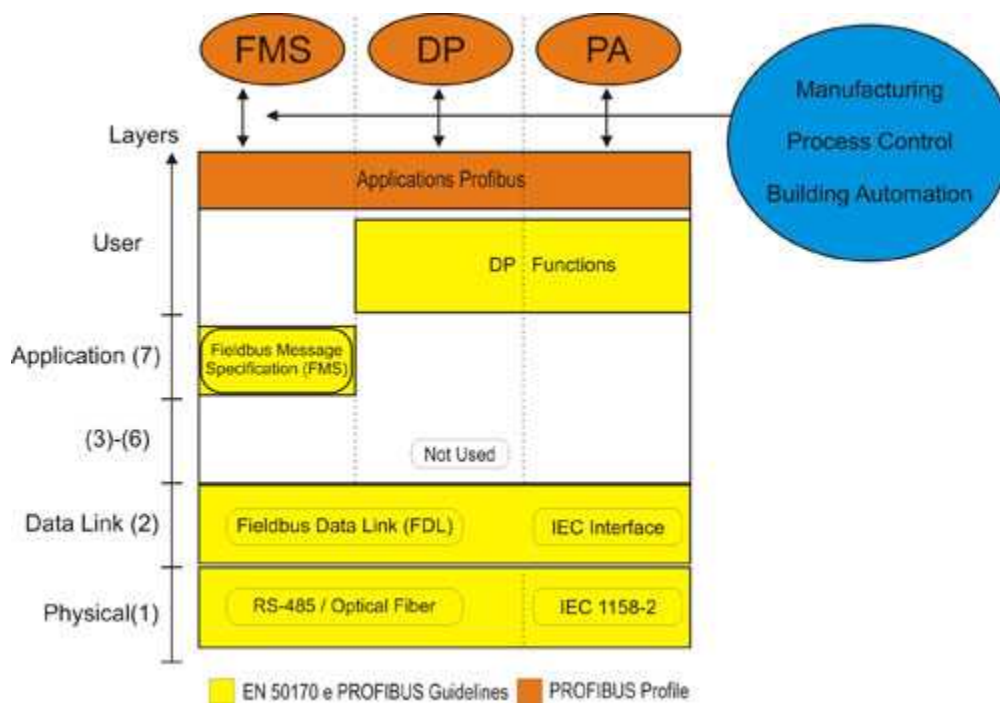 FMS
DP
PA
Manufacturing
Process Control
Building Automation
Layers
Applications Profibus
User
DP Functions
Application (7)
Fieldbus Message
Specification (FMS)
(3)-(6)
Not Used
Data Link (2)
Fieldbus Data Link (FDL)
IEC Interface
Physical(1)
RS-485 / Optical Fiber
IEC 1158-2
EN 50170 e PROFIBUS Guidelines
PROFIBUS Profile